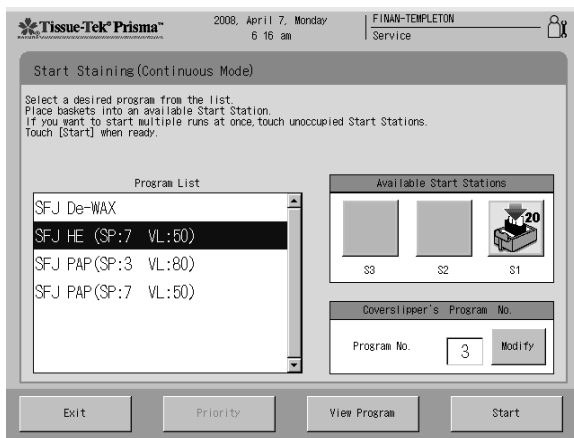 Tissue-Tek® Prisma™
2008, April 7, Monday
6 16 am
FINAN-TEMPLETON
Service
Start Staining(Continuous Mode)
Select a desired program from the list.
Place baskets into an available Start Station.
If you want to start multiple runs at once, touch unoccupied Start Stations.
Touch [Start] when ready.
Program List
SFJ De-WAX
SFJ HE (SP:7 VL:50)
SFJ PAP(SP:3 VL:80)
SFJ PAP(SP:7 VL:50)
Available Start Stations
20
S3 S2 S1
Coverslipper's Program No.
Program No. 3 Modify
Exit Priority View Program Start